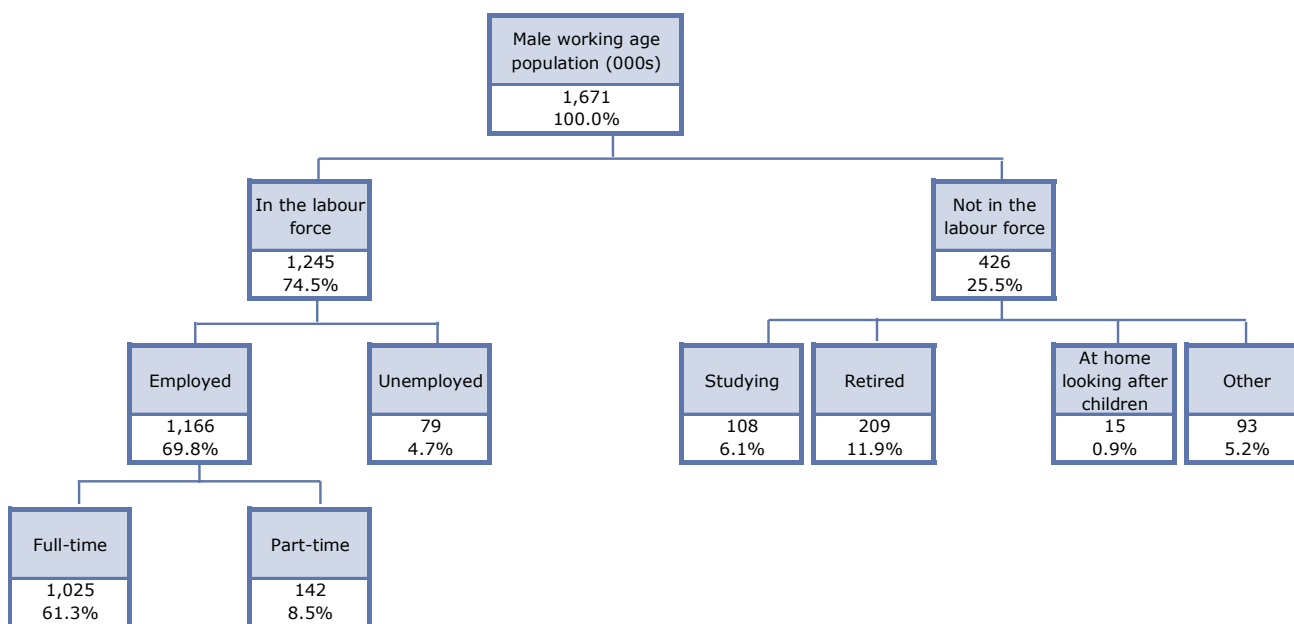 Male working age
population (000s)
1,671
100.0%
In the labour
force
1,245
74.5%
Not in the
labour force
426
25.5%
Employed
1,166
69.8%
Unemployed
79
4.7%
Studying
108
6.1%
Retired
209
11.9%
At home
looking after
children
15
0.9%
Other
93
5.2%
Full-time
1,025
61.3%
Part-time
142
8.5%